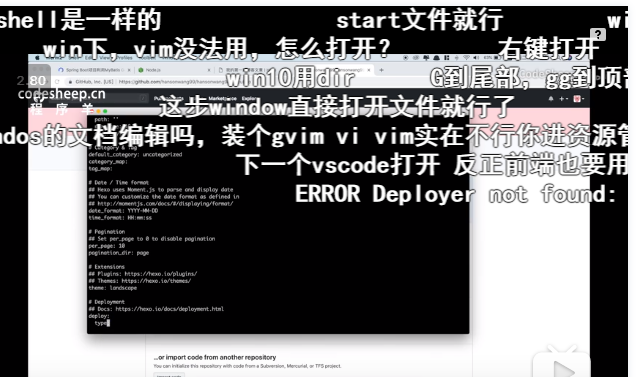 shell是一样的 start文件就行 wi
win下，vim没法用，怎么打开？ 右键打开
2.80
codesheep.cn
程序羊
win10用dir G到尾部，gg到顶部
这步window直接打开文件就行了
ndos的文档编辑吗，装个gvim vi vim实在不行你进资源管
下一个vscode打开 反正前端也要用
ERROR Deployer not found:
path: ''
# Category & Tag
default_category: uncategorized
category_map:
tag_map:
# Date / Time format
## Hexo uses Moment.js to parse and display date
## You can customize the date format as defined in
## http://momentjs.com/docs/#/displaying/format/
date_format: YYYY-MM-DD
time_format: HH:mm:ss
# Pagination
## Set per_page to 0 to disable pagination
per_page: 10
pagination_dir: page
# Extensions
## Plugins: https://hexo.io/plugins/
## Themes: https://hexo.io/themes/
theme: landscape
# Deployment
## Docs: https://hexo.io/docs/deployment.html
deploy:
type
...or import code from another repository
You can initialize this repository with code from a Subversion, Mercurial, or TFS project.